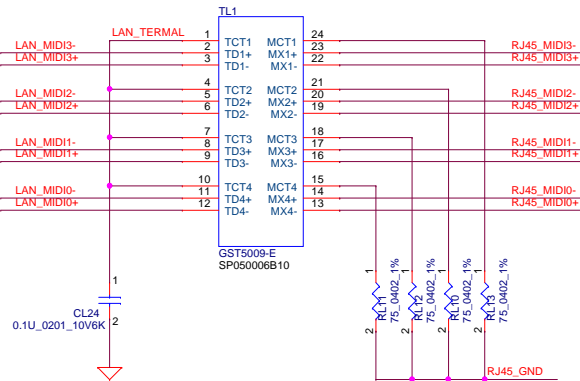 TL1
LAN_TERMAL
1 TCT1 MCT1 24
LAN_MIDI3- 2 TD1+ MX1+ 23 RJ45_MIDI3-
LAN_MIDI3+ 3 TD1- MX1- 22 RJ45_MIDI3+
4 TCT2 MCT2 21
LAN_MIDI2- 5 TD2+ MX2+ 20 RJ45_MIDI2-
LAN_MIDI2+ 6 TD2- MX2- 19 RJ45_MIDI2+
7 TCT3 MCT3 18
LAN_MIDI1- 8 TD3+ MX3+ 17 RJ45_MIDI1-
LAN_MIDI1+ 9 TD3- MX3- 16 RJ45_MIDI1+
10 TCT4 MCT4 15
LAN_MIDI0- 11 TD4+ MX4+ 14 RJ45_MIDI0-
LAN_MIDI0+ 12 TD4- MX4- 13 RJ45_MIDI0+
GST5009-E
SP050006B10
1
CL24
0.1U_0201_10V6K
2
1
RL11
75_0402_1%
2
1
RL12
75_0402_1%
2
1
RL10
75_0402_1%
2
1
RL13
75_0402_1%
2
RJ45_GND